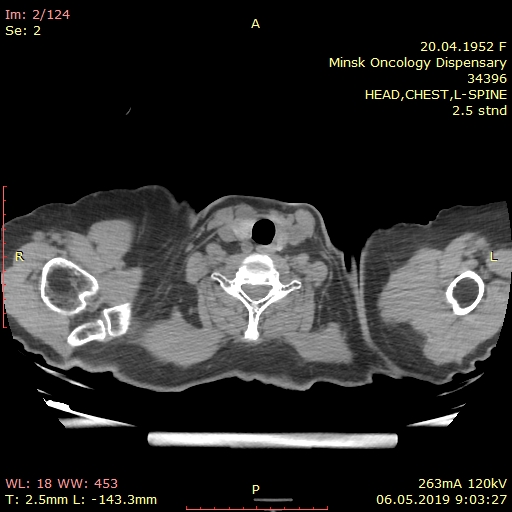 Im: 2/124
Se: 2
A
20.04.1952 F
Minsk Oncology Dispensary
34396
HEAD,CHEST,L-SPINE
2.5 stnd
R
L
WL: 18 WW: 453
T: 2.5mm L: -143.3mm
P
263mA 120kV
06.05.2019 9:03:27